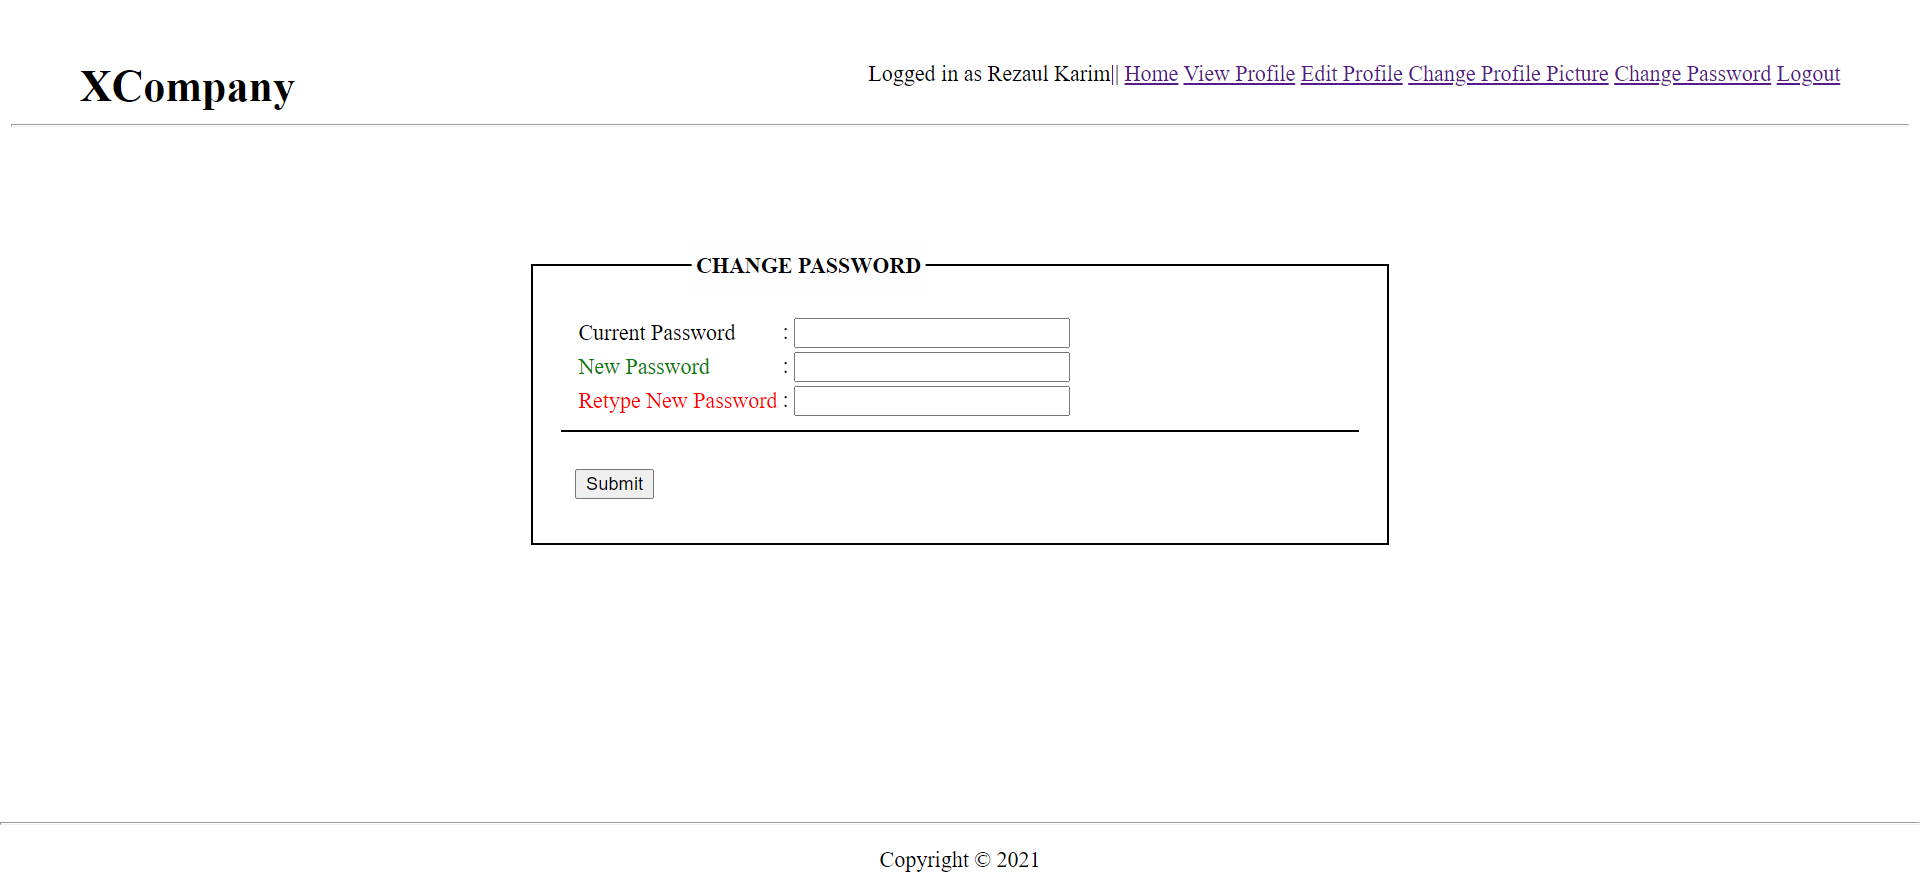 XCompany
Logged in as Rezaul Karim|| Home View Profile Edit Profile Change Profile Picture Change Password Logout
CHANGE PASSWORD
Current Password :
New Password :
Retype New Password :
Submit
Copyright © 2021